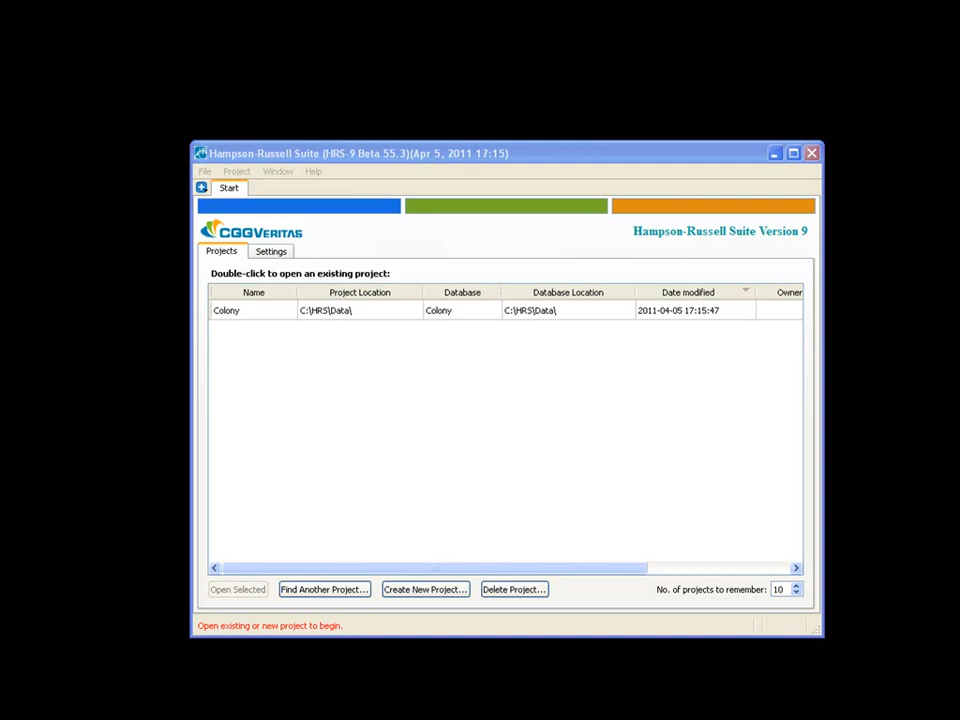 Hampson-Russell Suite (HRS-9 Beta 55.3)(Apr 5, 2011 17:15)
File Project Window Help
Start
CGGVERITAS
Hampson-Russell Suite Version 9
Projects Settings
Double-click to open an existing project:
Name Project Location Database Database Location Date modified Owner
Colony C:\HRS\Data\ Colony C:\HRS\Data\ 2011-04-05 17:15:47
Open Selected Find Another Project... Create New Project... Delete Project... No. of projects to remember: 10
Open existing or new project to begin.